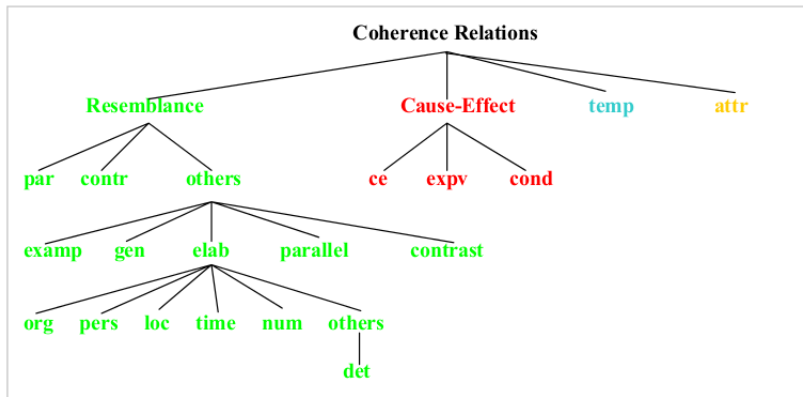 Coherence Relations
Resemblance Cause-Effect temp attr
par contr others ce expv cond
examp gen elab parallel contrast
org pers loc time num others
det